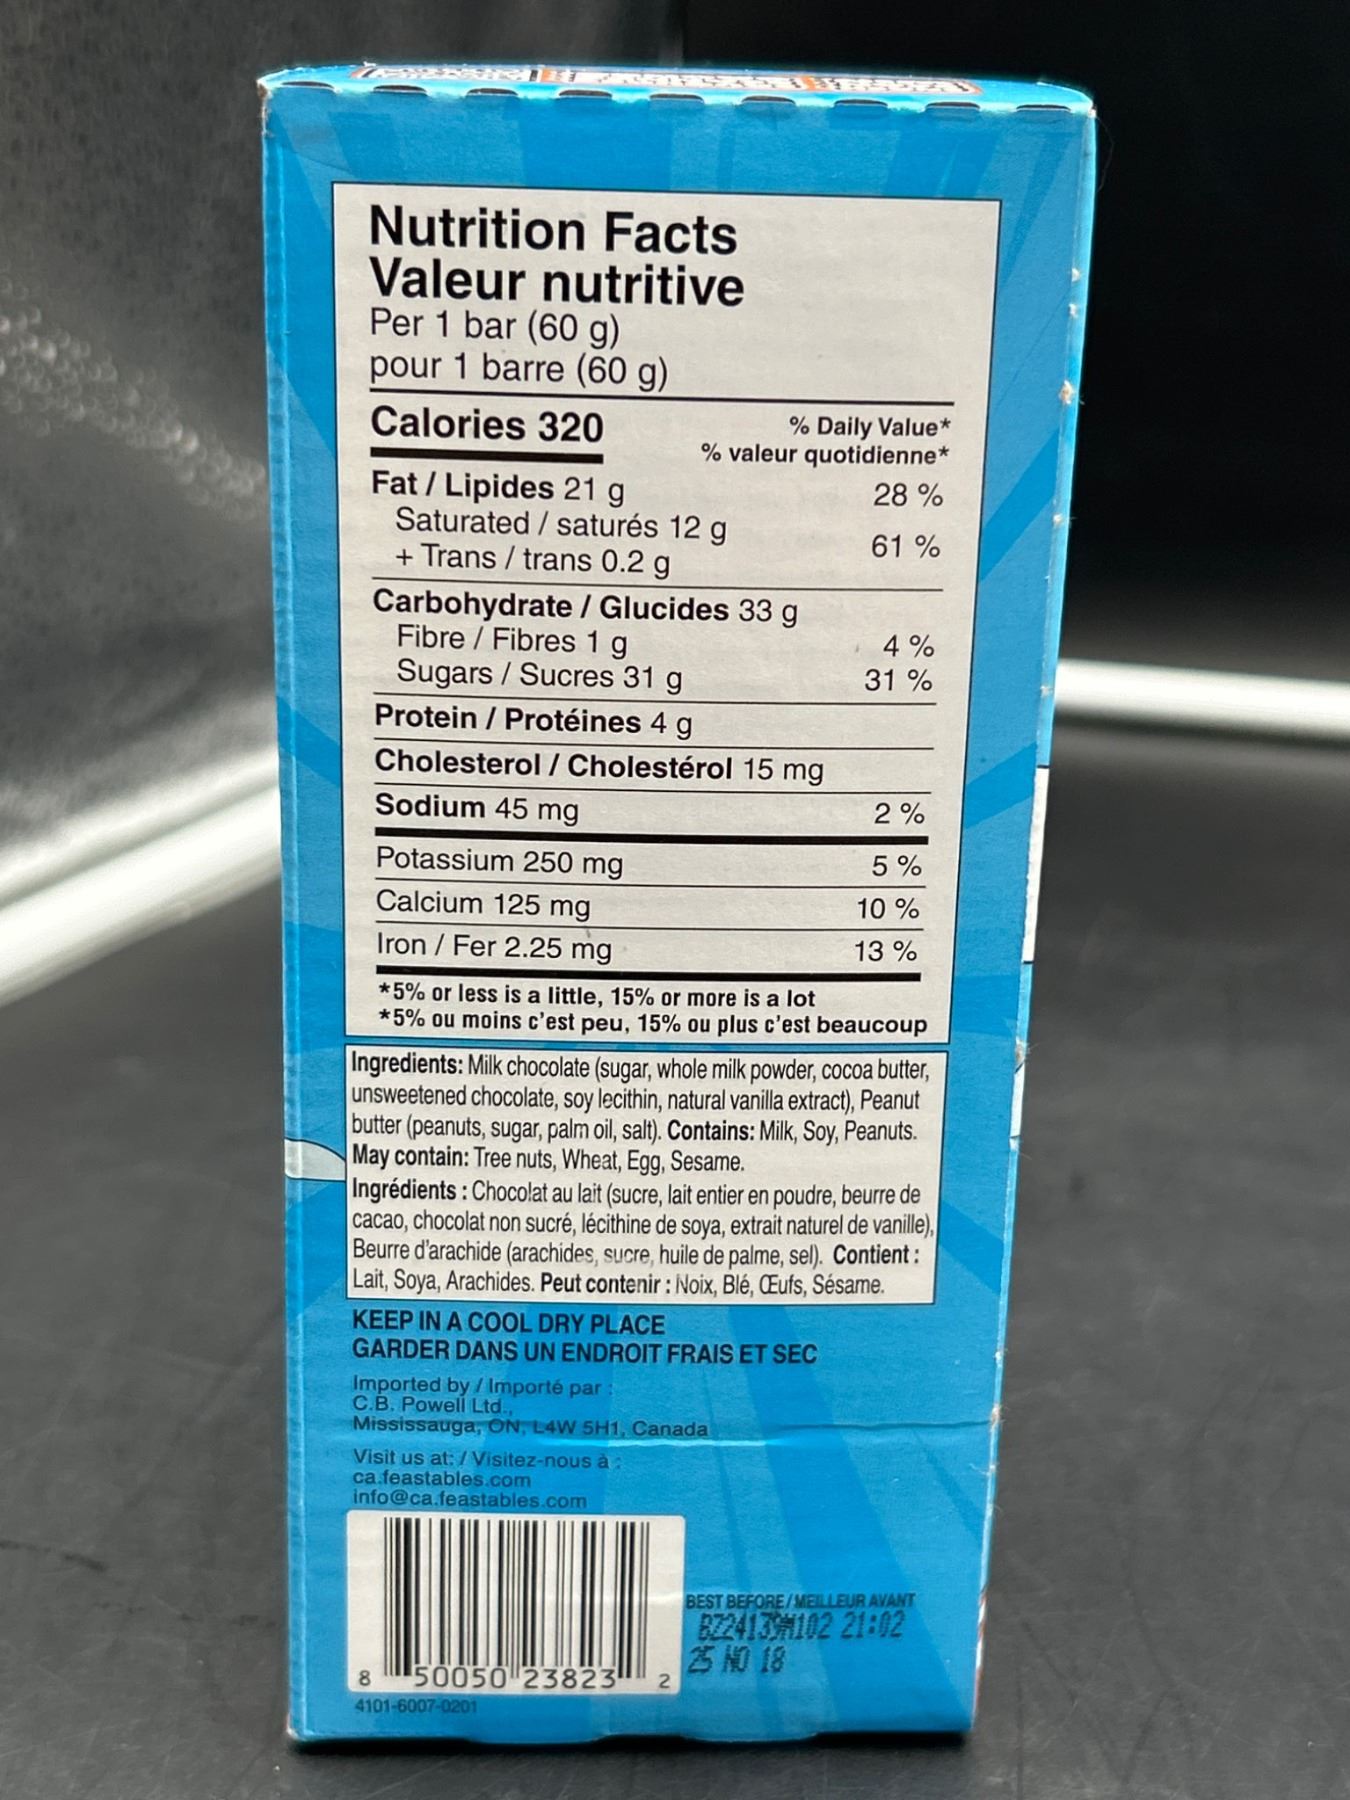 Nutrition Facts
Valeur nutritive
Per 1 bar (60 g)
pour 1 barre (60 g)
Calories 320
% Daily Value*
% valeur quotidienne*
Fat / Lipides 21 g 28 %
Saturated / saturés 12 g
+ Trans / trans 0.2 g 61 %
Carbohydrate / Glucides 33 g
Fibre / Fibres 1 g 4 %
Sugars / Sucres 31 g 31 %
Protein / Protéines 4 g
Cholesterol / Cholestérol 15 mg
Sodium 45 mg 2 %
Potassium 250 mg 5 %
Calcium 125 mg 10 %
Iron / Fer 2.25 mg 13 %
*5% or less is a little, 15% or more is a lot
*5% ou moins c'est peu, 15% ou plus c'est beaucoup
Ingredients: Milk chocolate (sugar, whole milk powder, cocoa butter,
unsweetened chocolate, soy lecithin, natural vanilla extract), Peanut
butter (peanuts, sugar, palm oil, salt). Contains: Milk, Soy, Peanuts.
May contain: Tree nuts, Wheat, Egg, Sesame.
Ingrédients : Chocolat au lait (sucre, lait entier en poudre, beurre de
cacao, chocolat non sucré, lécithine de soya, extrait naturel de vanille),
Beurre d'arachide (arachides, sucre, huile de palme, sel). Contient :
Lait, Soya, Arachides. Peut contenir : Noix, Blé, Œufs, Sésame.
KEEP IN A COOL DRY PLACE
GARDER DANS UN ENDROIT FRAIS ET SEC
Imported by / Importé par :
C.B. Powell Ltd.,
Mississauga, ON, L4W 5H1, Canada
Visit us at: / Visitez-nous à :
ca.feastables.com
info@ca.feastables.com
BEST BEFORE / MEILLEUR AVANT
21:02
25 NO 18
8 50050 23823 2
4101-6007-0201